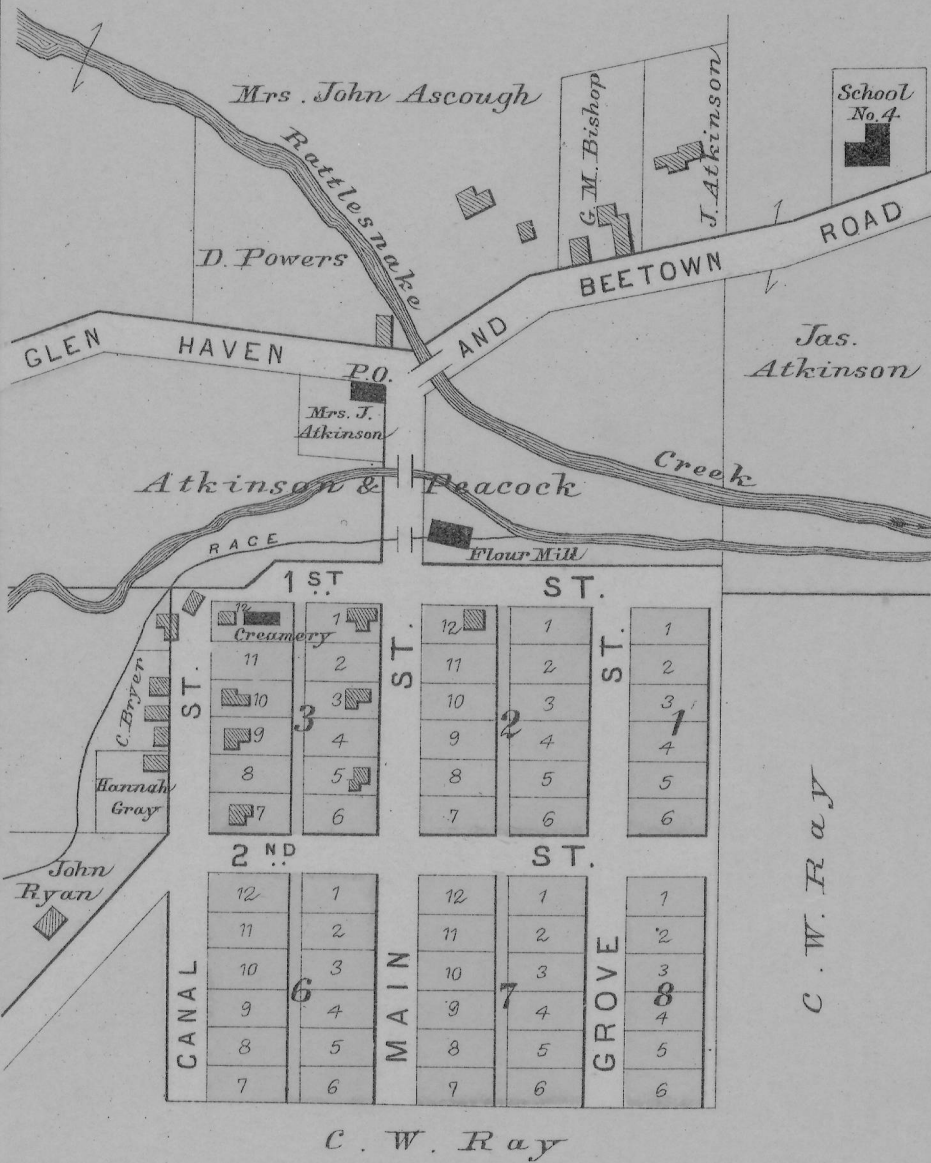 Mrs. John Ascough
Rattlesnake
G. M. Bishop
J. Atkinson
School
No. 4
D. Powers
GLEN HAVEN AND BEETOWN ROAD
Jas.
Atkinson
P.O.
Mrs. J.
Atkinson
Creek
Atkinson & Peacock
RACE
Flour Mill
1 ST ST.
12
Creamery
11
10
9
8
7
3
1
2
3
4
5
6
12
11
10
9
8
7
2
1
2
3
4
5
6
1
1
2
3
4
5
6
ST.
ST.
ST.
C. Bryer
Hannah
Gray
John
Ryan
2 ND ST.
12
11
10
9
8
7
6
1
2
3
4
5
6
12
11
10
9
8
7
7
1
2
3
4
5
6
8
1
2
3
4
5
6
CANAL
MAIN
GROVE
C. W. Ray
C. W. Ray